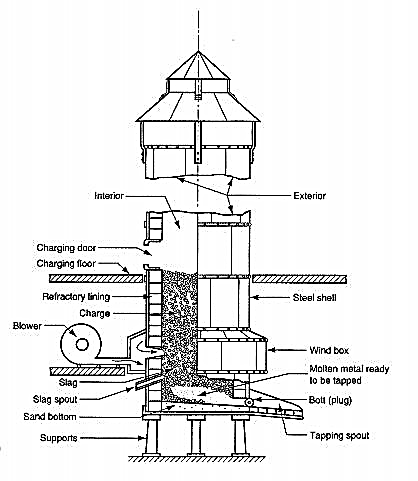 Interior
Exterior
Charging door
Charging floor
Refractory lining
Steel shell
Charge
Blower
Wind box
Molten metal ready
to be tapped
Slag
Slag spout
Bott (plug)
Sand bottom
Tapping spout
Supports